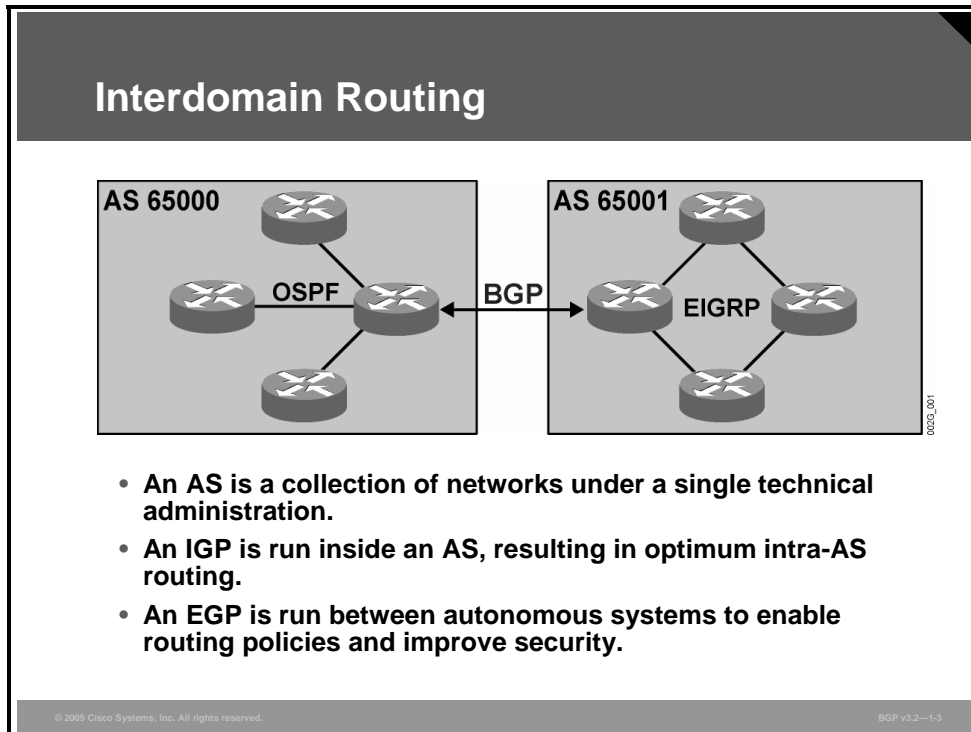 Interdomain Routing
AS 65000
AS 65001
OSPF
BGP
EIGRP
002G_001
• An AS is a collection of networks under a single technical
administration.
• An IGP is run inside an AS, resulting in optimum intra-AS
routing.
• An EGP is run between autonomous systems to enable
routing policies and improve security.
© 2005 Cisco Systems, Inc. All rights reserved.
BGP v3.2—1-3